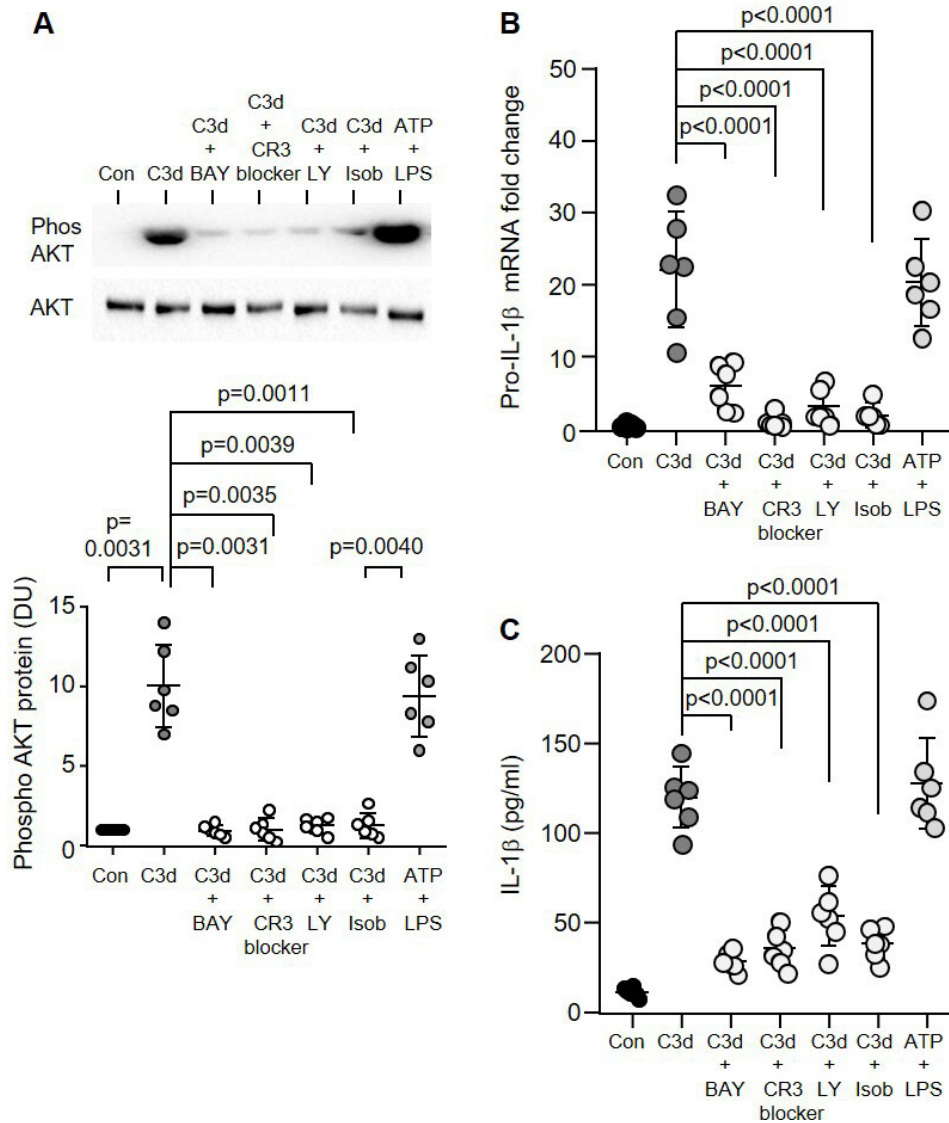 A
C3d
+
BAY
C3d
+
CR3
blocker
C3d
+
LY
C3d
+
Isob
ATP
+
LPS
Con
C3d
Phos
AKT
AKT
p=0.0011
p=0.0039
p=0.0035
p=
0.0031
p=0.0031
p=0.0040
Phospho AKT protein (DU)
15
10
5
0
Con
C3d
C3d
+
BAY
C3d
+
CR3
blocker
C3d
+
LY
C3d
+
Isob
ATP
+
LPS
B
p<0.0001
p<0.0001
p<0.0001
p<0.0001
Pro-IL-1β mRNA fold change
50
40
30
20
10
0
Con
C3d
C3d
+
BAY
C3d
+
CR3
blocker
C3d
+
LY
C3d
+
Isob
ATP
+
LPS
C
p<0.0001
p<0.0001
p<0.0001
p<0.0001
IL-1β (pg/ml)
200
150
100
50
0
Con
C3d
C3d
+
BAY
C3d
+
CR3
blocker
C3d
+
LY
C3d
+
Isob
ATP
+
LPS